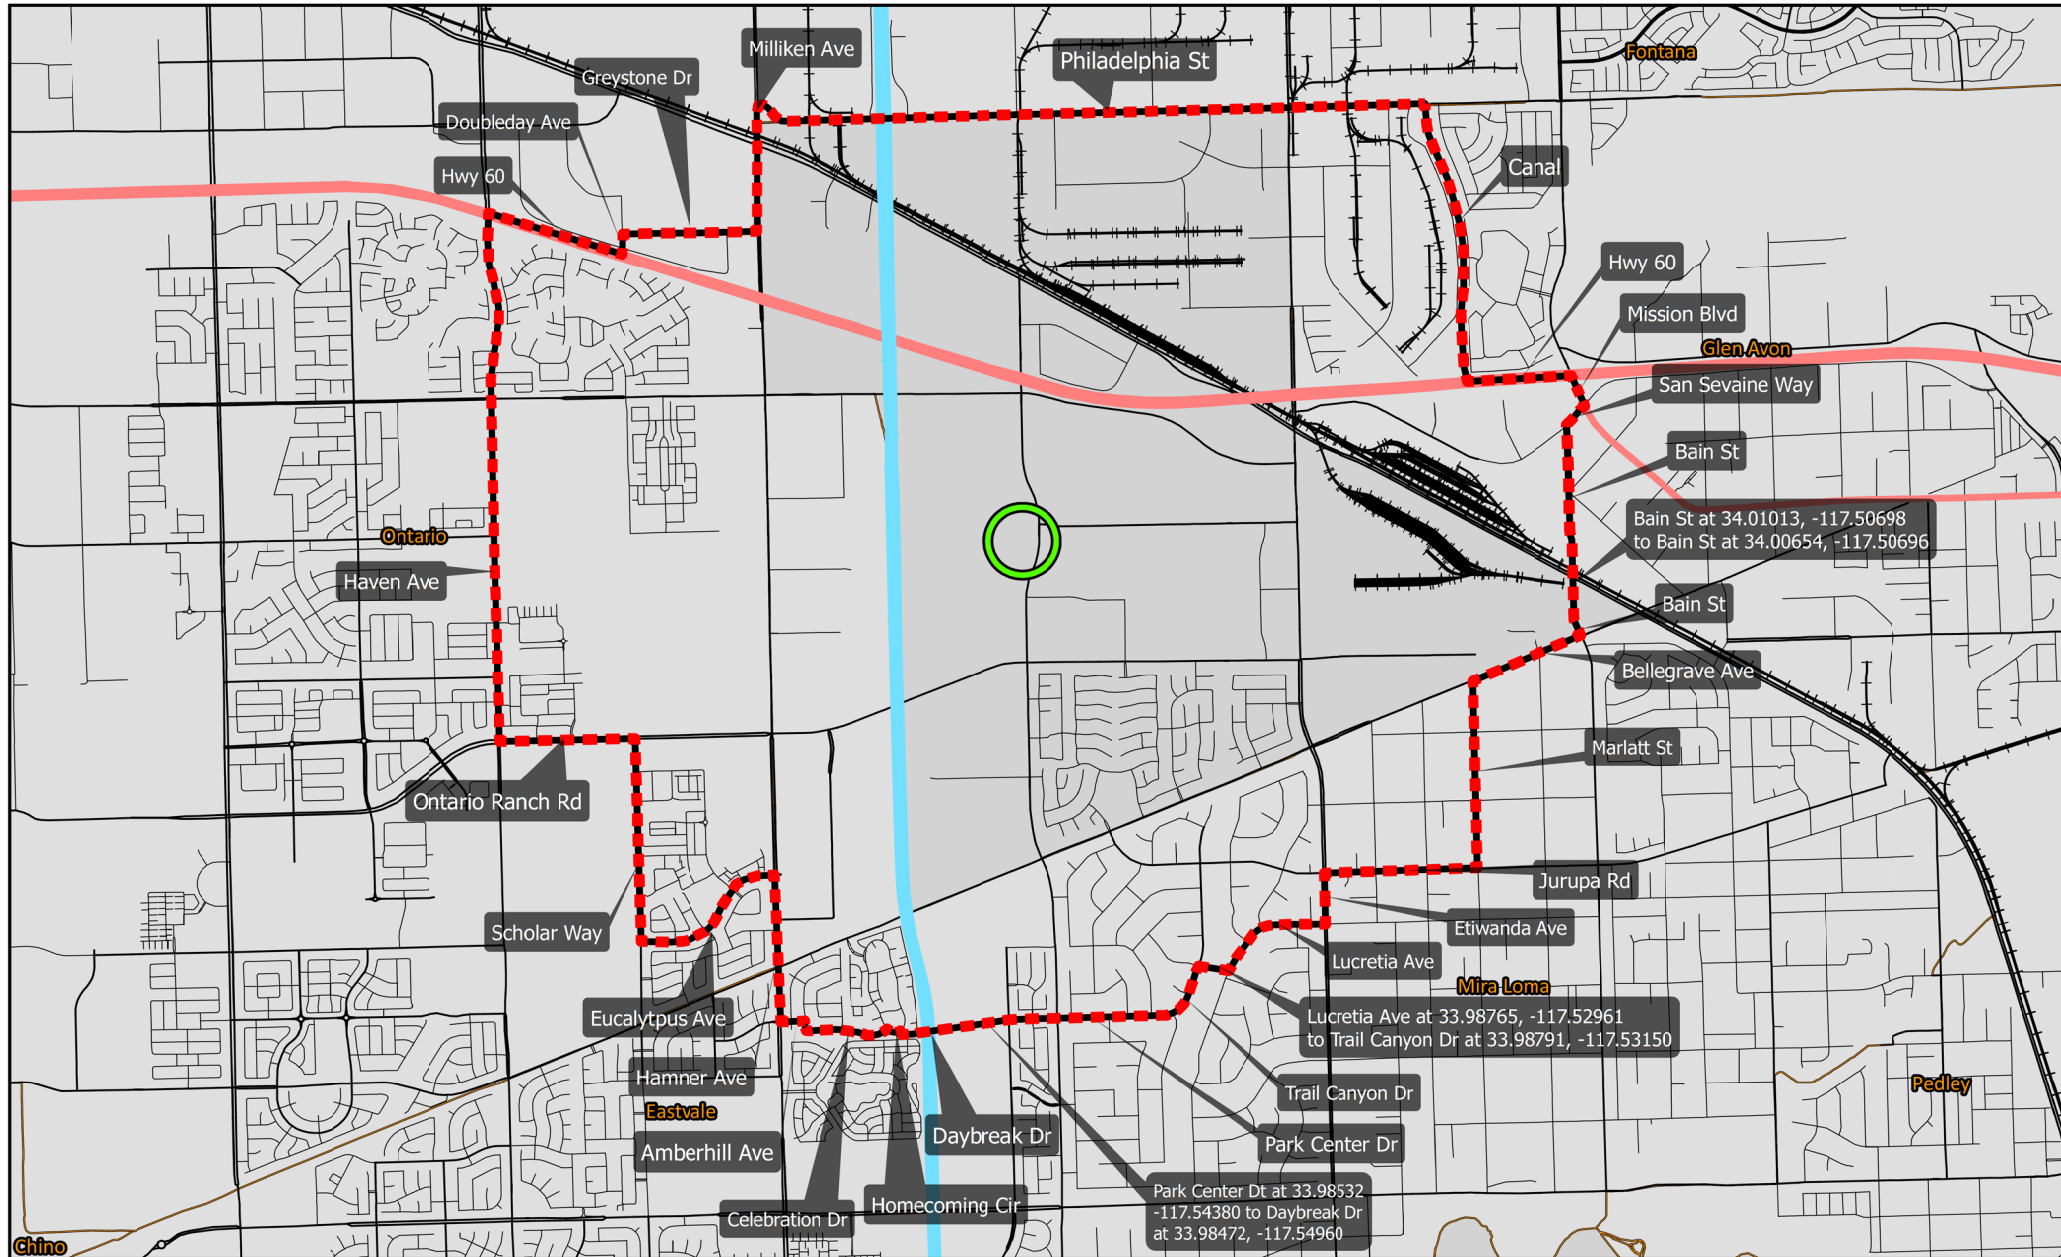 Milliken Ave
Philadelphia St
Fontana
Greystone Dr
Doubleday Ave
Hwy 60
Canal
Hwy 60
Mission Blvd
Glen Avon
San Sevaine Way
Bain St
Bain St at 34.01013, -117.50698
to Bain St at 34.00654, -117.50696
Ontario
Haven Ave
Bain St
Bellegrave Ave
Marlatt St
Ontario Ranch Rd
Jurupa Rd
Scholar Way
Etiwanda Ave
Lucretia Ave
Mira Loma
Eucalytpus Ave
Lucretia Ave at 33.98765, -117.52961
to Trail Canyon Dr at 33.98791, -117.53150
Hamner Ave
Trail Canyon Dr
Pedley
Eastvale
Daybreak Dr
Park Center Dr
Amberhill Ave
Park Center Dt at 33.98532
-117.54380 to Daybreak Dr
at 33.98472, -117.54960
Homecoming Cir
Celebration Dr
Chino